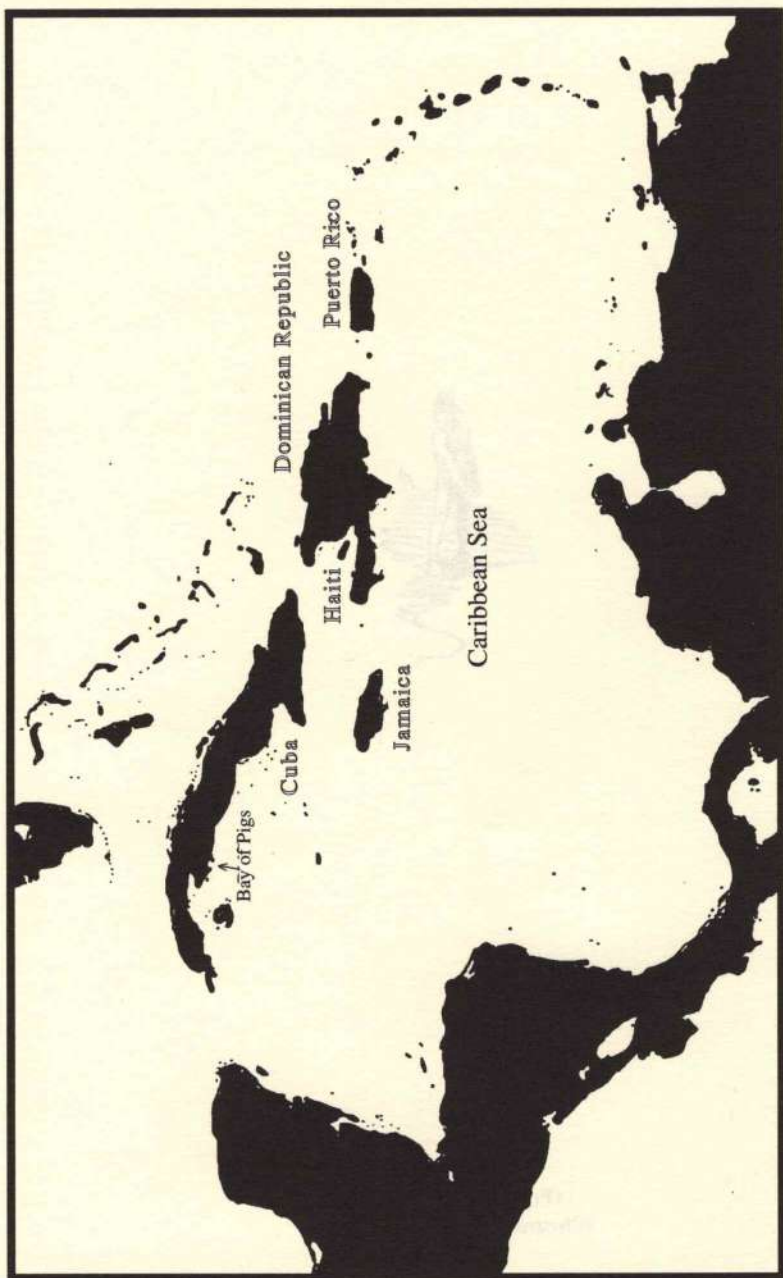 Puerto Rico
Dominican Republic
Haiti
Cuba
Jamaica
Bay of Pigs
Caribbean Sea